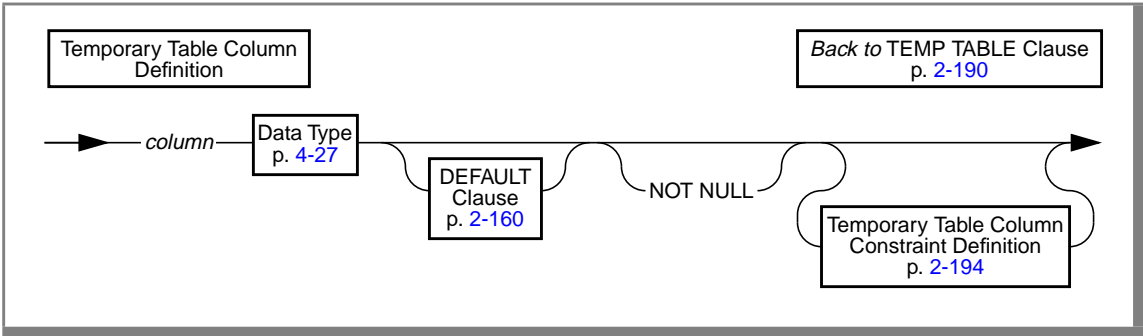 Temporary Table Column
Definition
Back to TEMP TABLE Clause
p. 2-190
column
Data Type
p. 4-27
DEFAULT
Clause
p. 2-160
NOT NULL
Temporary Table Column
Constraint Definition
p. 2-194